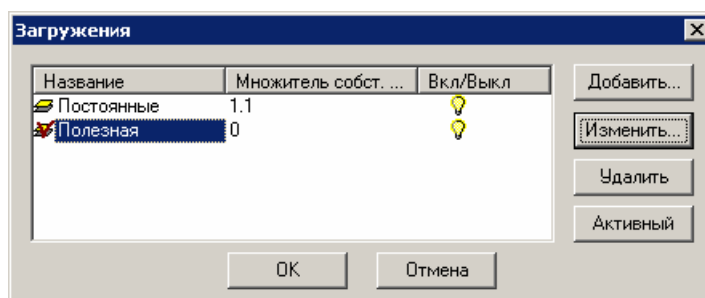 Загружения
Название Множитель собст. ... Вкл/Выкл
Постоянные 1.1
Полезная 0
Добавить...
Изменить...
Удалить
Активный
OK Отмена